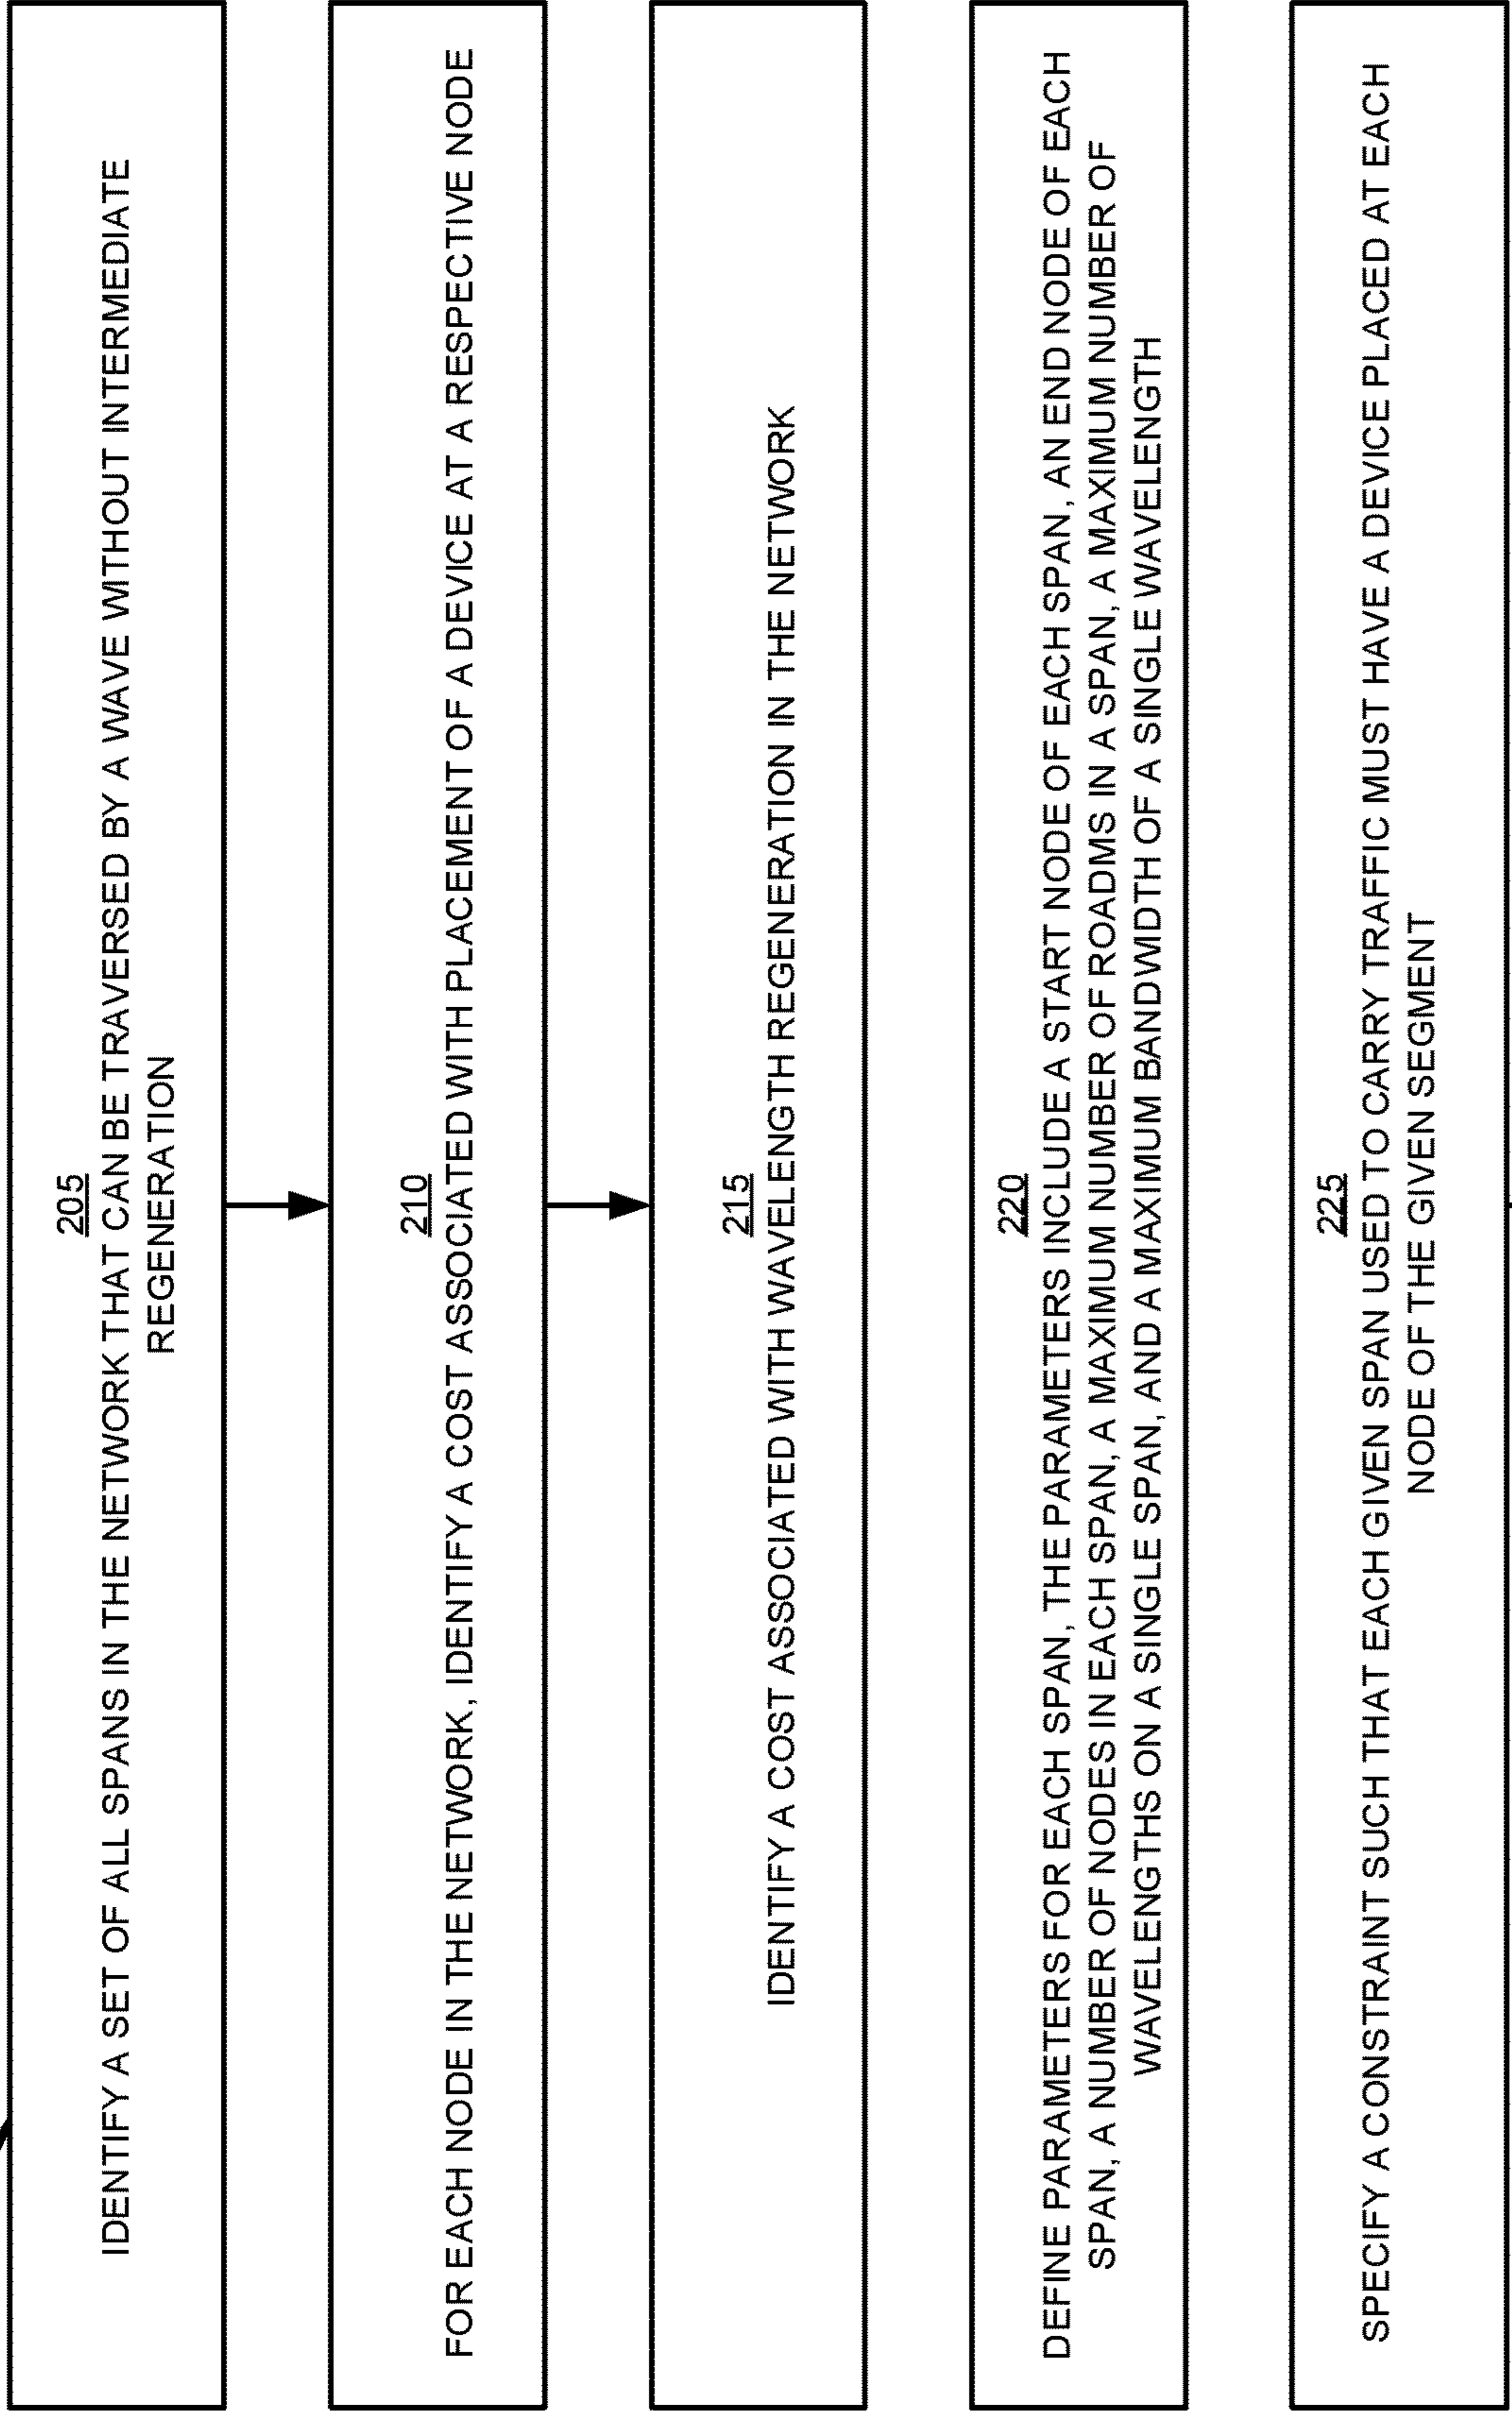 205
IDENTIFY A SET OF ALL SPANS IN THE NETWORK THAT CAN BE TRAVERSED BY A WAVE WITHOUT INTERMEDIATE
REGENERATION
210
FOR EACH NODE IN THE NETWORK, IDENTIFY A COST ASSOCIATED WITH PLACEMENT OF A DEVICE AT A RESPECTIVE NODE
215
IDENTIFY A COST ASSOCIATED WITH WAVELENGTH REGENERATION IN THE NETWORK
220
DEFINE PARAMETERS FOR EACH SPAN, THE PARAMETERS INCLUDE A START NODE OF EACH SPAN, AN END NODE OF EACH
SPAN, A NUMBER OF NODES IN EACH SPAN, A MAXIMUM NUMBER OF ROADMS IN A SPAN, A MAXIMUM NUMBER OF
WAVELENGTHS ON A SINGLE SPAN, AND A MAXIMUM BANDWIDTH OF A SINGLE WAVELENGTH
225
SPECIFY A CONSTRAINT SUCH THAT EACH GIVEN SPAN USED TO CARRY TRAFFIC MUST HAVE A DEVICE PLACED AT EACH
NODE OF THE GIVEN SEGMENT